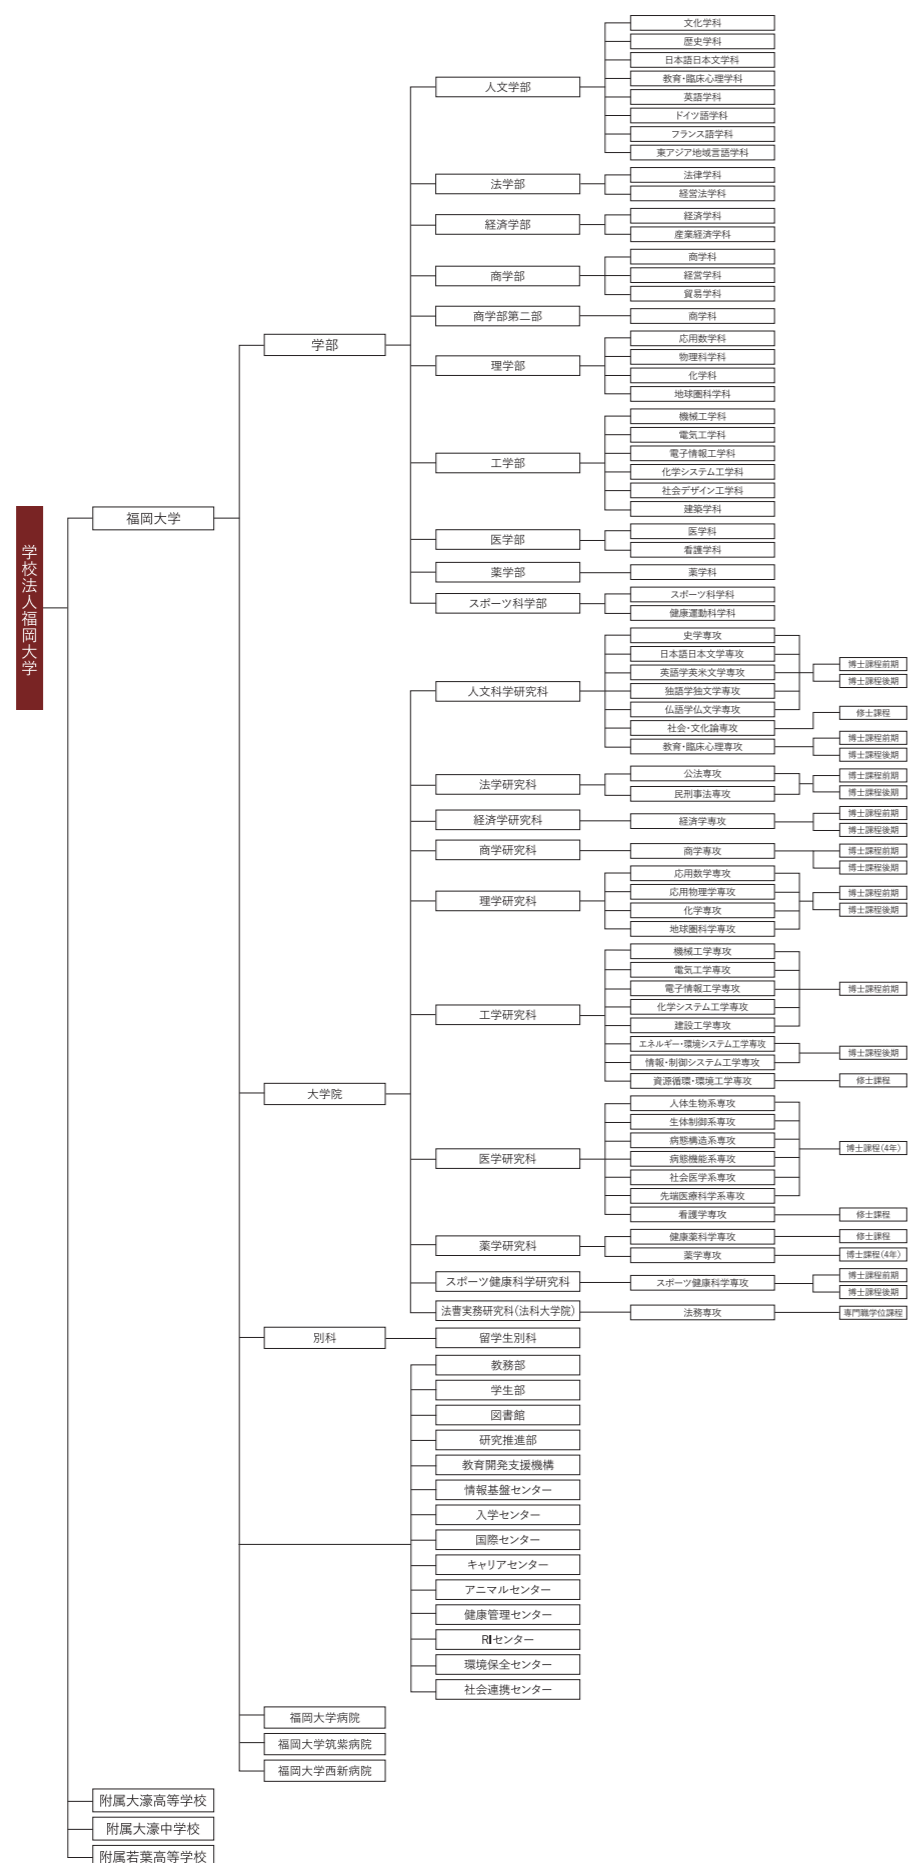 学校法人福岡大学
福岡大学
学部
人文学部
文化学科
歴史学科
日本語日本文学科
教育・臨床心理学科
英語学科
ドイツ語学科
フランス語学科
東アジア地域言語学科
法学部
法律学科
経営法学科
経済学部
経済学科
産業経済学科
商学部
商学科
経営学科
貿易学科
商学部第二部
商学科
理学部
応用数学科
物理科学科
化学科
地球圏科学科
工学部
機械工学科
電気工学科
電子情報工学科
化学システム工学科
社会デザイン工学科
建築学科
医学部
医学科
看護学科
薬学部
薬学科
スポーツ科学部
スポーツ科学科
健康運動科学科
大学院
人文科学研究科
史学専攻
日本語日本文学専攻
英語学英米文学専攻
独語学独文学専攻
仏語学仏文学専攻
博士課程前期
博士課程後期
社会・文化論専攻
修士課程
教育・臨床心理専攻
博士課程前期
博士課程後期
法学研究科
公法専攻
民刑事法専攻
博士課程前期
博士課程後期
経済学研究科
経済学専攻
博士課程前期
博士課程後期
商学研究科
商学専攻
博士課程前期
博士課程後期
理学研究科
応用数学専攻
応用物理学専攻
化学専攻
地球圏科学専攻
博士課程前期
博士課程後期
工学研究科
機械工学専攻
電気工学専攻
電子情報工学専攻
化学システム工学専攻
建設工学専攻
博士課程前期
エネルギー・環境システム工学専攻
情報・制御システム工学専攻
博士課程後期
資源循環・環境工学専攻
修士課程
医学研究科
人体生物系専攻
生体制御系専攻
病態構造系専攻
病態機能系専攻
社会医学系専攻
先端医療科学系専攻
博士課程(4年)
看護学専攻
修士課程
薬学研究科
健康薬科学専攻
修士課程
薬学専攻
博士課程(4年)
スポーツ健康科学研究科
スポーツ健康科学専攻
博士課程前期
博士課程後期
法曹実務研究科(法科大学院)
法務専攻
専門職学位課程
別科
留学生別科
教務部
学生部
図書館
研究推進部
教育開発支援機構
情報基盤センター
入学センター
国際センター
キャリアセンター
アニマルセンター
健康管理センター
RIセンター
環境保全センター
社会連携センター
福岡大学病院
福岡大学筑紫病院
福岡大学西新病院
附属大濠高等学校
附属大濠中学校
附属若葉高等学校